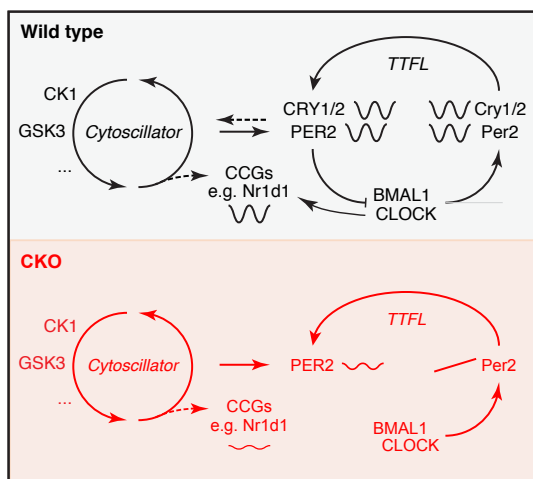 Wild type
TTFL
CK1
GSK3
...
Cytoscillator
CRY1/2
PER2
Cry1/2
Per2
CCGs
e.g. Nr1d1
BMAL1
CLOCK
CKO
TTFL
CK1
GSK3
...
Cytoscillator
PER2
Per2
CCGs
e.g. Nr1d1
BMAL1
CLOCK